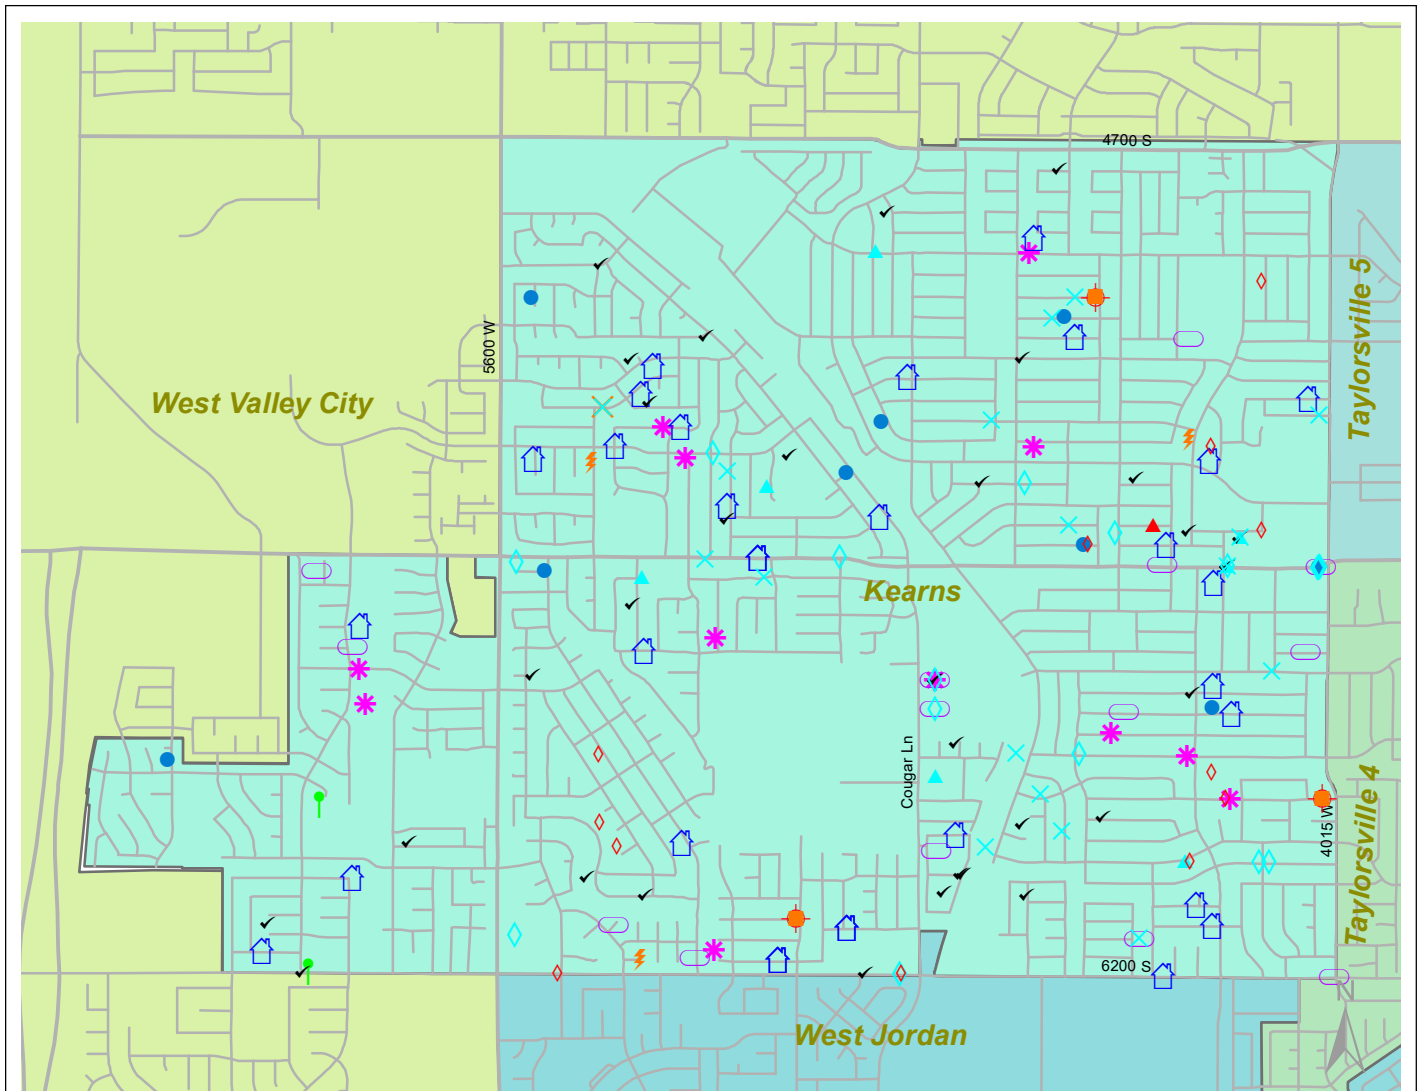 4700 S
Taylorsville 5
5600 W
West Valley City
Kearns
Cougar Ln
4015 W
Taylorsville 4
6200 S
West Jordan